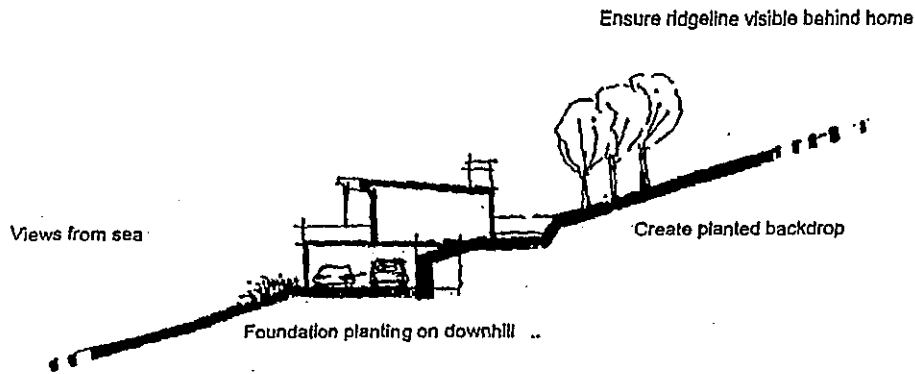 Ensure ridgeline visible behind home
Views from sea
Create planted backdrop
Foundation planting on downhill ..